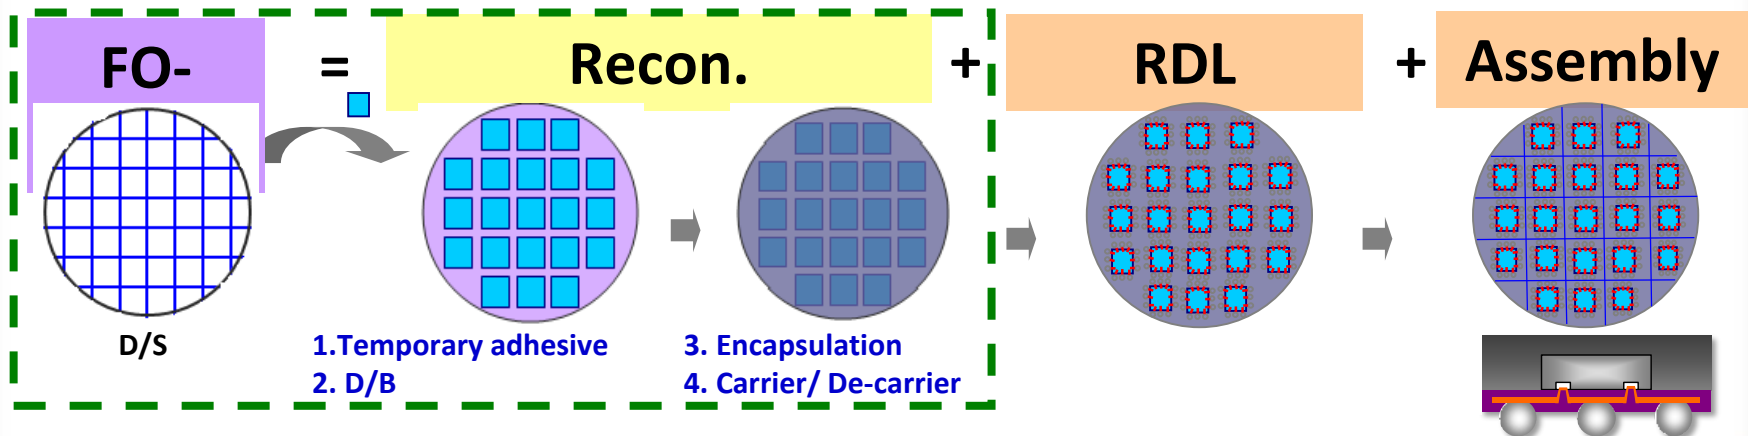 FO- = Recon. + RDL + Assembly
D/S
1.Temporary adhesive
2. D/B
3. Encapsulation
4. Carrier/ De-carrier